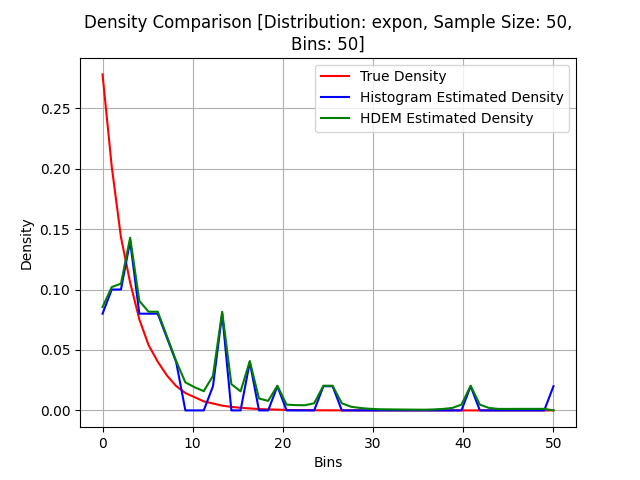 Density Comparison [Distribution: expon, Sample Size: 50,
Bins: 50]
True Density
Histogram Estimated Density
HDEM Estimated Density
Density
0.25
0.20
0.15
0.10
0.05
0.00
0 10 20 30 40 50
Bins